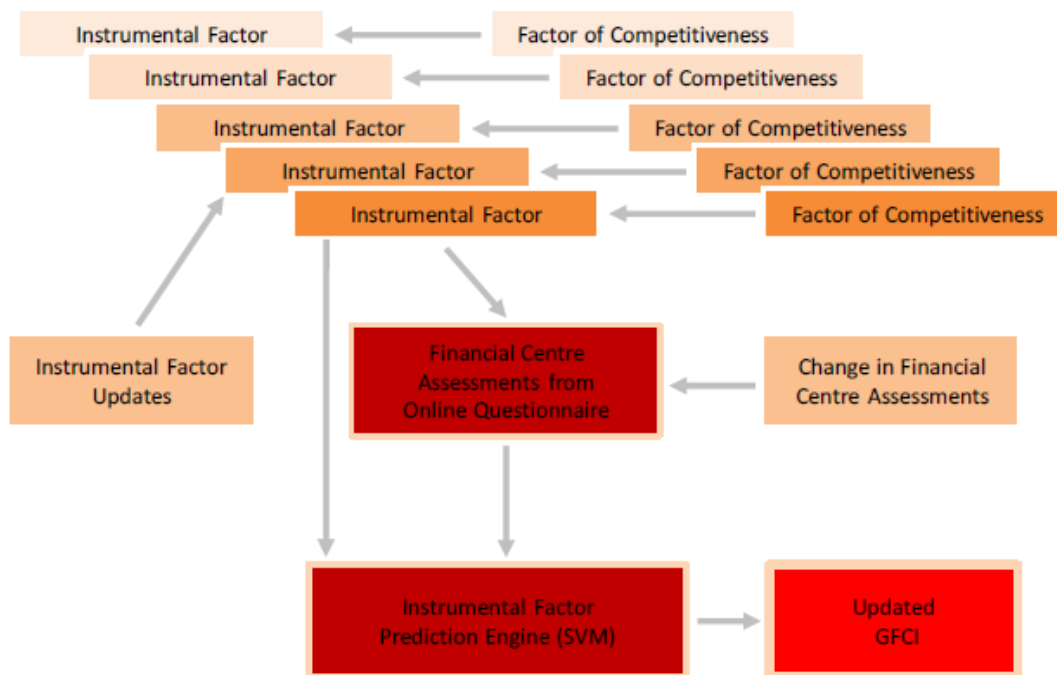 Instrumental Factor
Factor of Competitiveness
Instrumental Factor
Factor of Competitiveness
Instrumental Factor
Factor of Competitiveness
Instrumental Factor
Factor of Competitiveness
Instrumental Factor
Factor of Competitiveness
Instrumental Factor
Updates
Financial Centre
Assessments from
Online Questionnaire
Change in Financial
Centre Assessments
Instrumental Factor
Prediction Engine (SVM)
Updated
GFCI